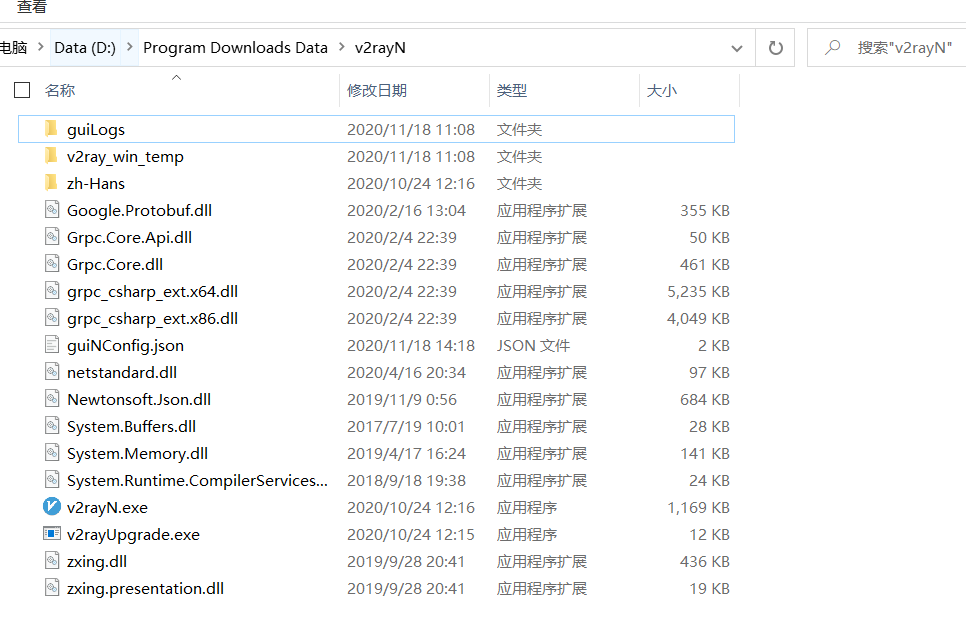 查看
电脑 > Data (D:) > Program Downloads Data > v2rayN 搜索"v2rayN"
名称 修改日期 类型 大小
guiLogs 2020/11/18 11:08 文件夹
v2ray_win_temp 2020/11/18 11:08 文件夹
zh-Hans 2020/10/24 12:16 文件夹
Google.Protobuf.dll 2020/2/16 13:04 应用程序扩展 355 KB
Grpc.Core.Api.dll 2020/2/4 22:39 应用程序扩展 50 KB
Grpc.Core.dll 2020/2/4 22:39 应用程序扩展 461 KB
grpc_csharp_ext.x64.dll 2020/2/4 22:39 应用程序扩展 5,235 KB
grpc_csharp_ext.x86.dll 2020/2/4 22:39 应用程序扩展 4,049 KB
guiNConfig.json 2020/11/18 14:18 JSON 文件 2 KB
netstandard.dll 2020/4/16 20:34 应用程序扩展 97 KB
Newtonsoft.Json.dll 2019/11/9 0:56 应用程序扩展 684 KB
System.Buffers.dll 2017/7/19 10:01 应用程序扩展 28 KB
System.Memory.dll 2019/4/17 16:24 应用程序扩展 141 KB
System.Runtime.CompilerServices... 2018/9/18 19:38 应用程序扩展 24 KB
v2rayN.exe 2020/10/24 12:16 应用程序 1,169 KB
v2rayUpgrade.exe 2020/10/24 12:15 应用程序 12 KB
zxing.dll 2019/9/28 20:41 应用程序扩展 436 KB
zxing.presentation.dll 2019/9/28 20:41 应用程序扩展 19 KB